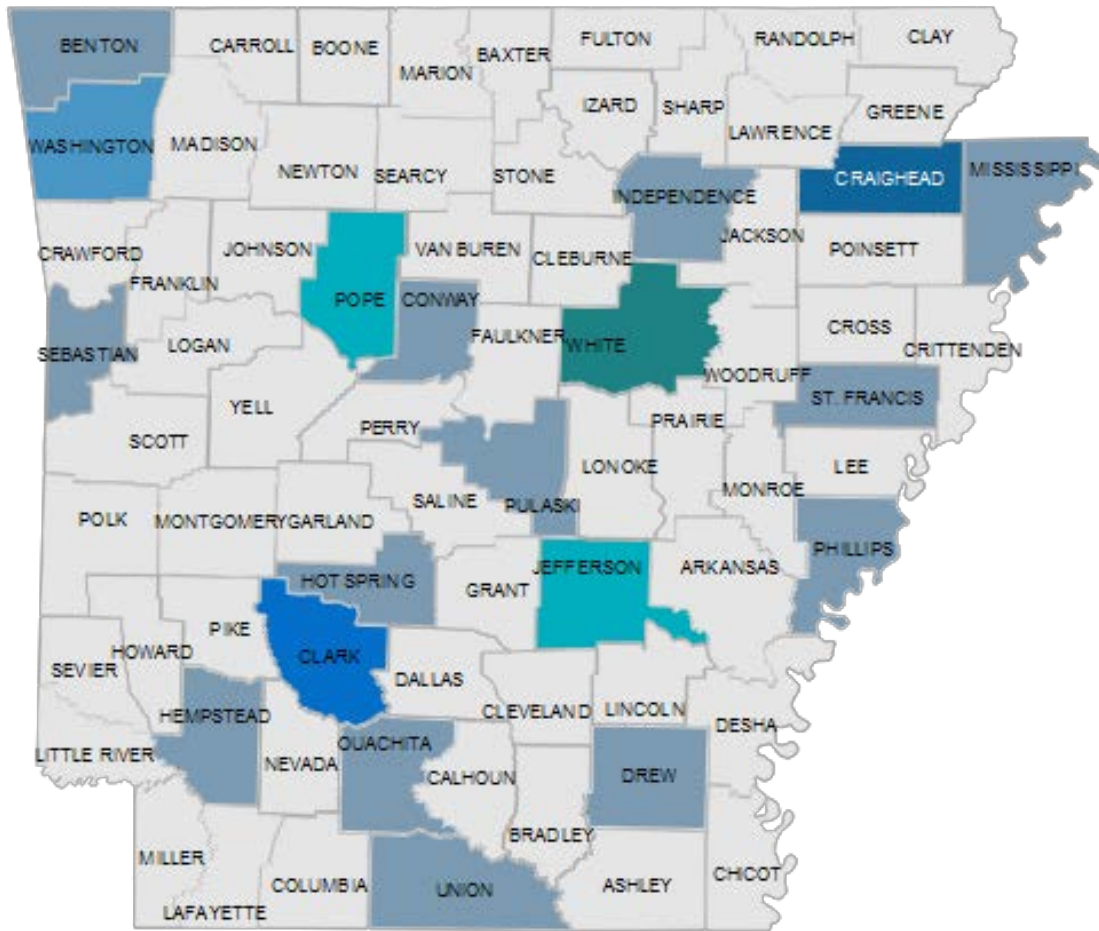 BENTON
CARROLL
BOONE
MARION
BAXTER
FULTON
RANDOLPH
CLAY
IZARD
SHARP
GREENE
LAWRENCE
WASHINGTON
MADISON
NEWTON
SEARCY
STONE
INDEPENDENCE
CRAIGHEAD
MISSISSIPPI
JACKSON
POINSETT
CRAWFORD
FRANKLIN
JOHNSON
VAN BUREN
CLEBURNE
POPE
CONWAY
FAULKNER
WHITE
CROSS
CRITTENDEN
SEBASTIAN
LOGAN
WOODRUFF
ST. FRANCIS
YELL
PERRY
PRAIRIE
SCOTT
LONOKE
LEE
MONROE
SALINE
PULASKI
POLK
MONTGOMERY
GARLAND
PHILLIPS
HOT SPRING
GRANT
JEFFERSON
ARKANSAS
PIKE
CLARK
HOWARD
SEVIER
DALLAS
CLEVELAND
LINCOLN
DESHA
HEMPSTEAD
LITTLE RIVER
NEVADA
OUACHITA
CALHOUN
DREW
BRADLEY
MILLER
LAFAYETTE
COLUMBIA
UNION
ASHLEY
CHICOT